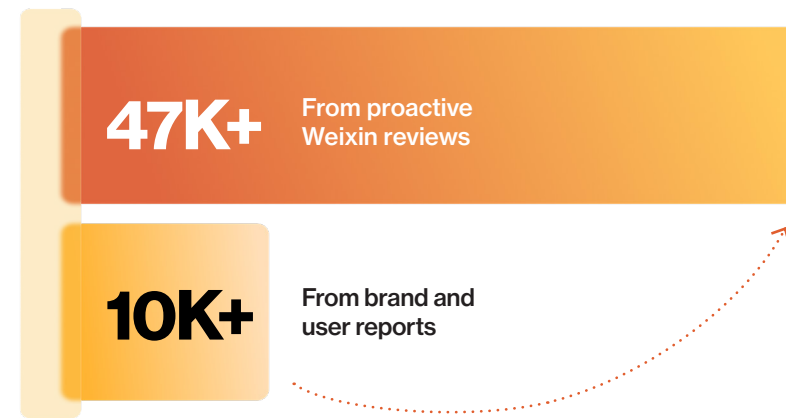 47K+
From proactive
Weixin reviews
10K+
From brand and
user reports